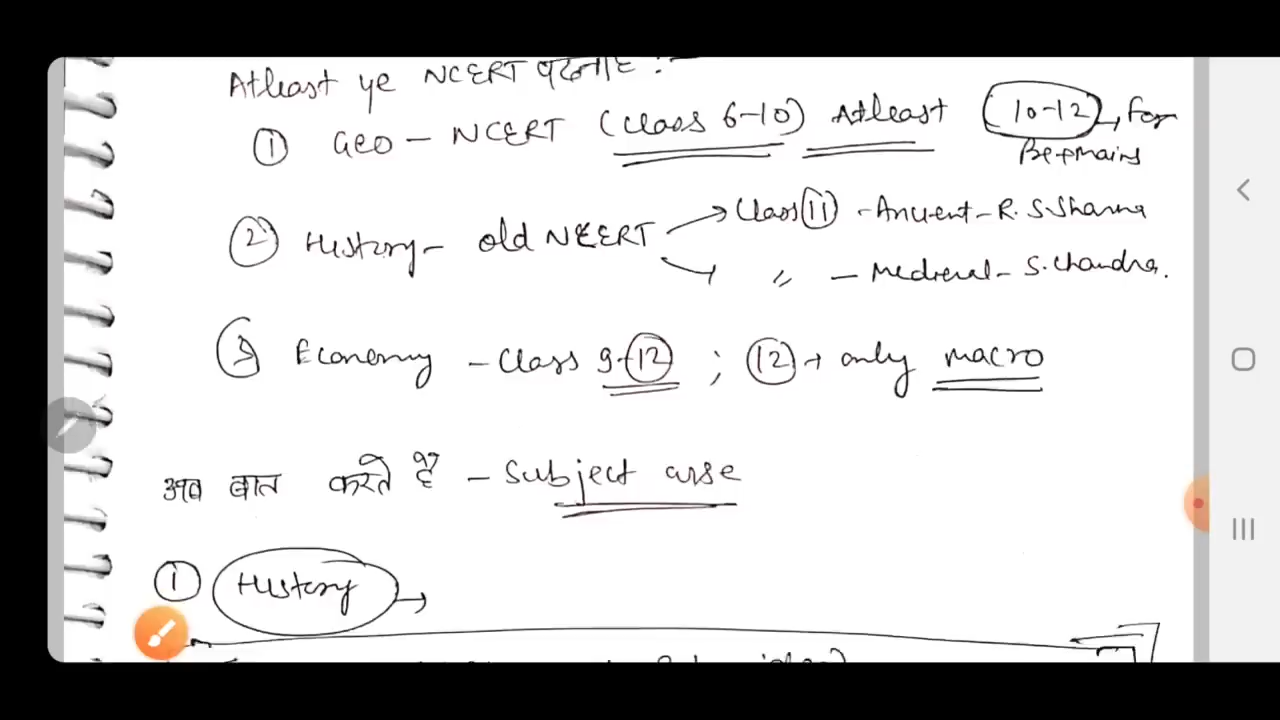 Atleast ye NCERT पढ़ना है :-
① GEO - NCERT (Class 6-10) Atleast 10-12 → For
Pre+mains
② History - old NCERT → Class 11 - Ancient - R. S. Sharma
→ " - Medieval - S. Chandra.
③ Economy - Class 9-12 ; 12 → only macro
अब बात करते हैं - Subject wise
① History →